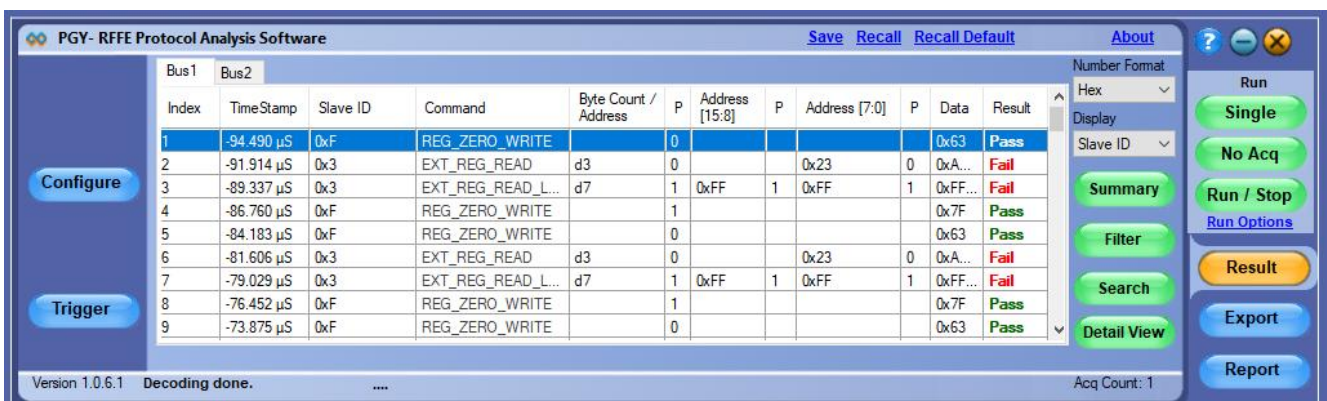 PGY- RFFE Protocol Analysis Software Save Recall Recall Default About ?
Bus1 Bus2
Number Format
Hex
Display
Slave ID
Index TimeStamp Slave ID Command Byte Count / Address P Address [15:8] P Address [7:0] P Data Result
1 -94.490 µS 0xF REG_ZERO_WRITE 0 0x63 Pass
2 -91.914 µS 0x3 EXT_REG_READ d3 0 0x23 0 0xA... Fail
3 -89.337 µS 0x3 EXT_REG_READ_L... d7 1 0xFF 1 0xFF 1 0xFF... Fail
4 -86.760 µS 0xF REG_ZERO_WRITE 1 0x7F Pass
5 -84.183 µS 0xF REG_ZERO_WRITE 0 0x63 Pass
6 -81.606 µS 0x3 EXT_REG_READ d3 0 0x23 0 0xA... Fail
7 -79.029 µS 0x3 EXT_REG_READ_L... d7 1 0xFF 1 0xFF 1 0xFF... Fail
8 -76.452 µS 0xF REG_ZERO_WRITE 1 0x7F Pass
9 -73.875 µS 0xF REG_ZERO_WRITE 0 0x63 Pass
Configure
Trigger
Summary
Filter
Search
Detail View
Run
Single
No Acq
Run / Stop
Run Options
Result
Export
Report
Version 1.0.6.1 Decoding done. .... Acq Count: 1